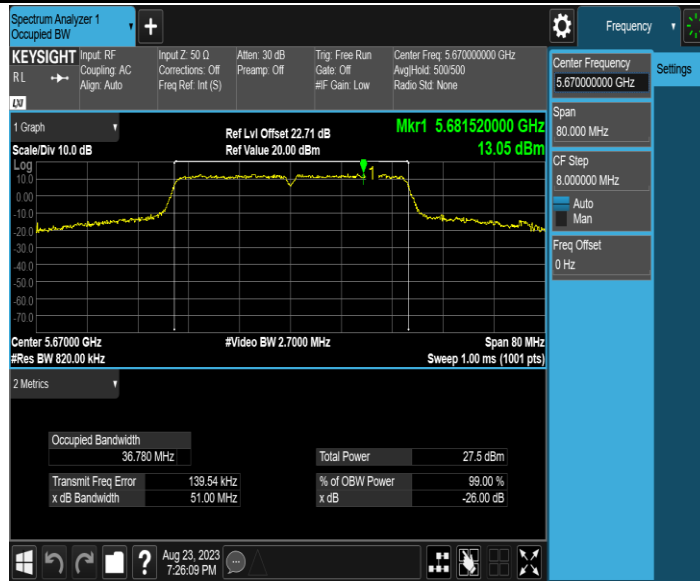 Spectrum Analyzer 1
Occupied BW
Frequency
KEYSIGHT
RL
LXI
Input: RF
Coupling: AC
Align: Auto
Input Z: 50 Ω
Corrections: Off
Freq Ref: Int (S)
Atten: 30 dB
Preamp: Off
Trig: Free Run
Gate: Off
#IF Gain: Low
Center Freq: 5.670000000 GHz
Avg|Hold: 500/500
Radio Std: None
Center Frequency
5.670000000 GHz
Settings
Span
80.000 MHz
CF Step
8.000000 MHz
Auto
Man
Freq Offset
0 Hz
1 Graph
Scale/Div 10.0 dB
Ref Lvl Offset 22.71 dB
Ref Value 20.00 dBm
Mkr1 5.681520000 GHz
13.05 dBm
Log
10.0
0.00
-10.0
-20.0
-30.0
-40.0
-50.0
-60.0
-70.0
1
Center 5.67000 GHz
#Video BW 2.7000 MHz
Span 80 MHz
#Res BW 820.00 kHz
Sweep 1.00 ms (1001 pts)
2 Metrics
Occupied Bandwidth
36.780 MHz
Total Power 27.5 dBm
Transmit Freq Error 139.54 kHz
% of OBW Power 99.00 %
x dB Bandwidth 51.00 MHz
x dB -26.00 dB
?
Aug 23, 2023
7:26:09 PM